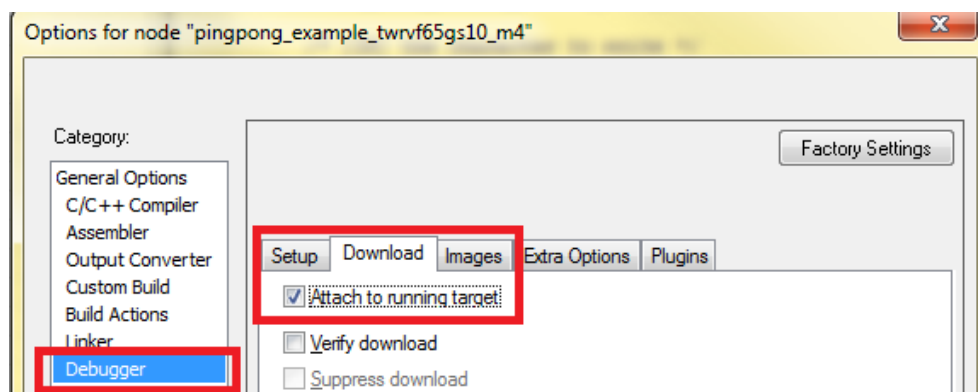 Options for node "pingpong_example_twrvf65gs10_m4"
Category:
Factory Settings
General Options
C/C++ Compiler
Assembler
Output Converter
Custom Build
Build Actions
Linker
Debugger
Setup Download Images Extra Options Plugins
Attach to running target
Verify download
Suppress download